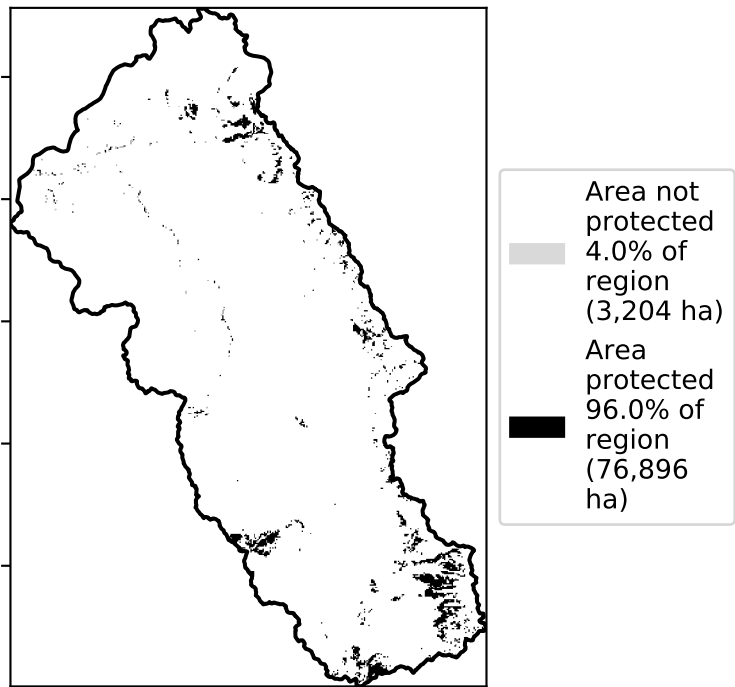 Area not
protected
4.0% of
region
(3,204 ha)
Area
protected
96.0% of
region
(76,896
ha)